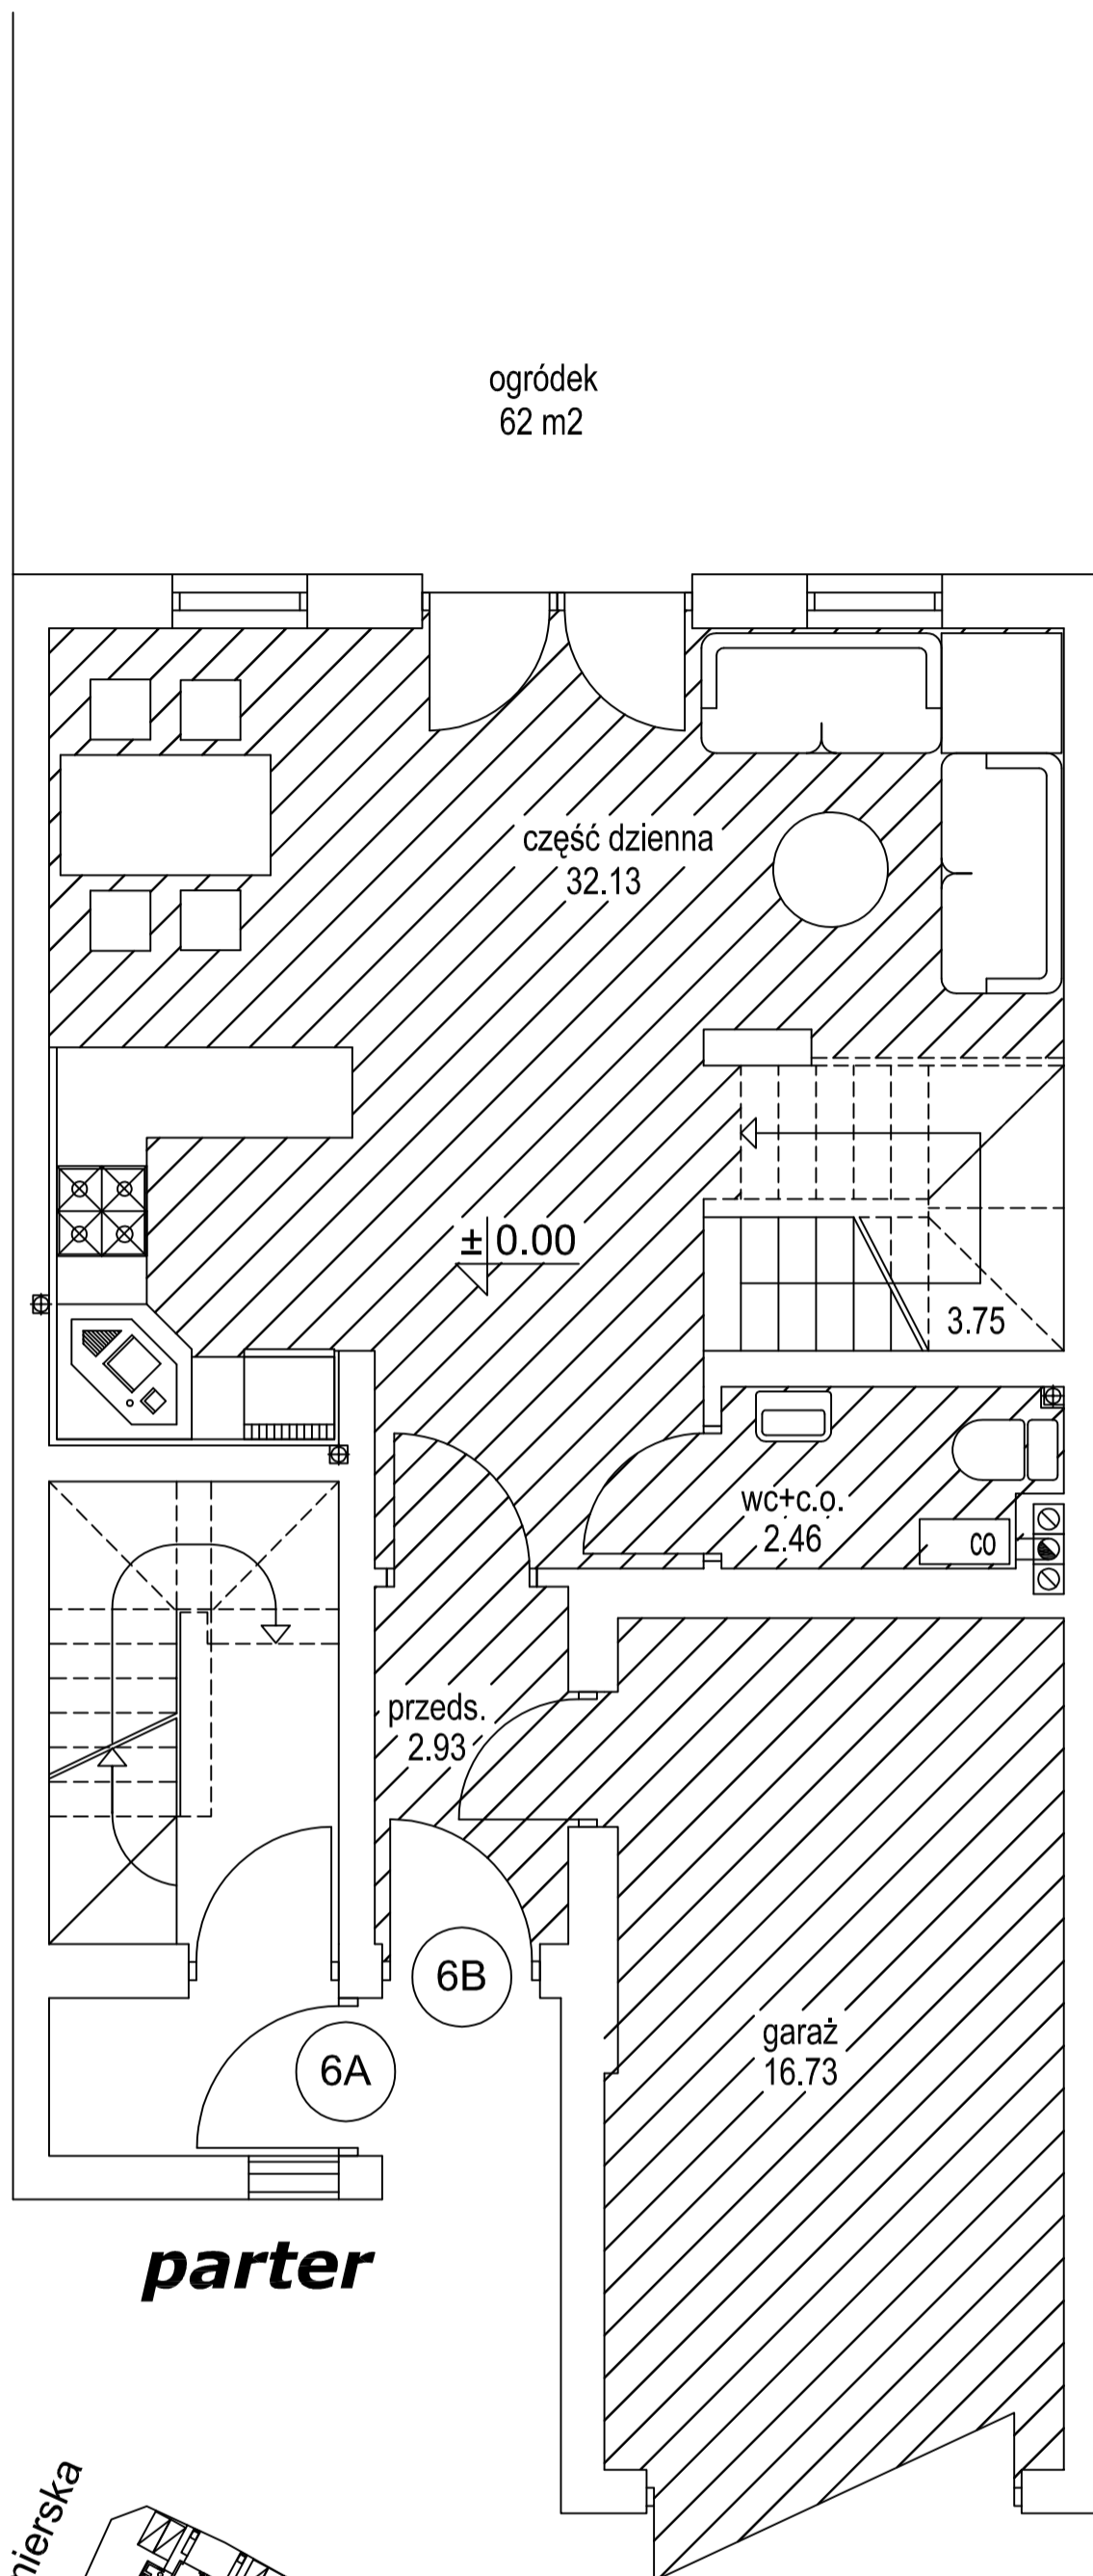 ogródek
62 m2
część dzienna
32.13
± 0.00
3.75
wc+c.o.
2.46
CO
przeds.
2.93
6B
6A
garaż
16.73
parter